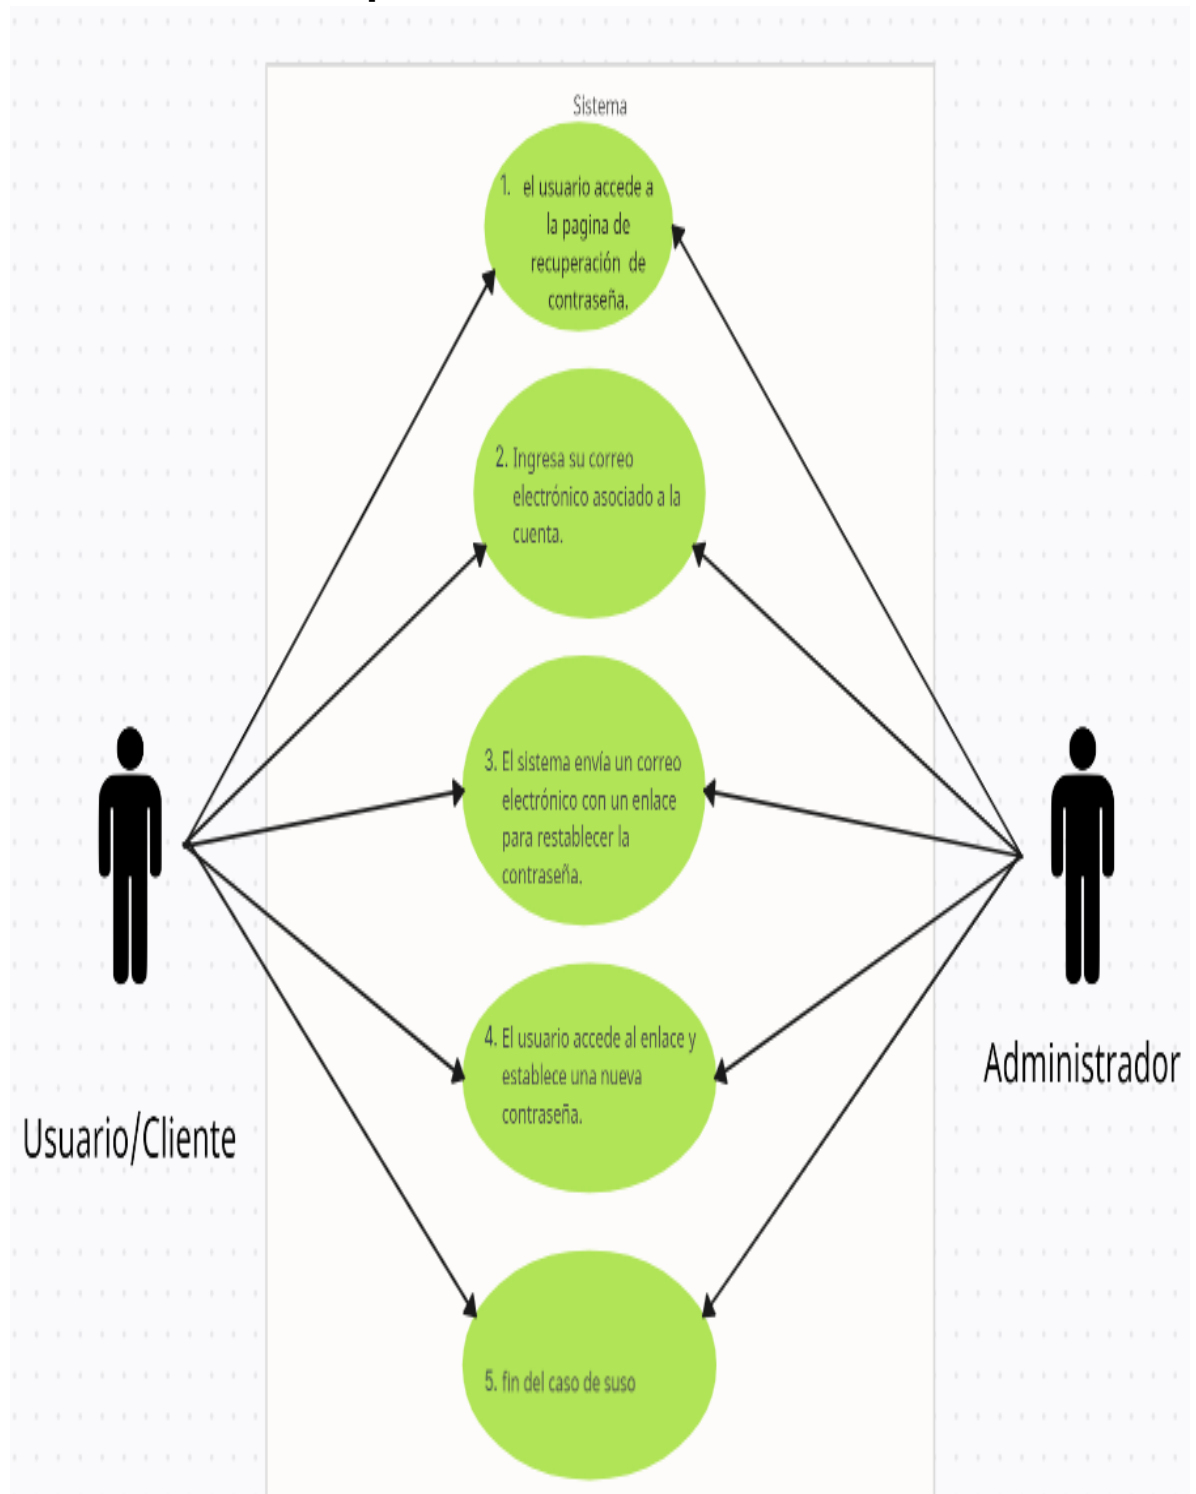 Sistema
1. el usuario accede a
la pagina de
recuperación de
contraseña.
2. Ingresa su correo
electrónico asociado a la
cuenta.
3. El sistema envía un correo
electrónico con un enlace
para restablecer la
contraseña.
4. El usuario accede al enlace y
establece una nueva
contraseña.
5. fin del caso de suso
Usuario/Cliente
Administrador